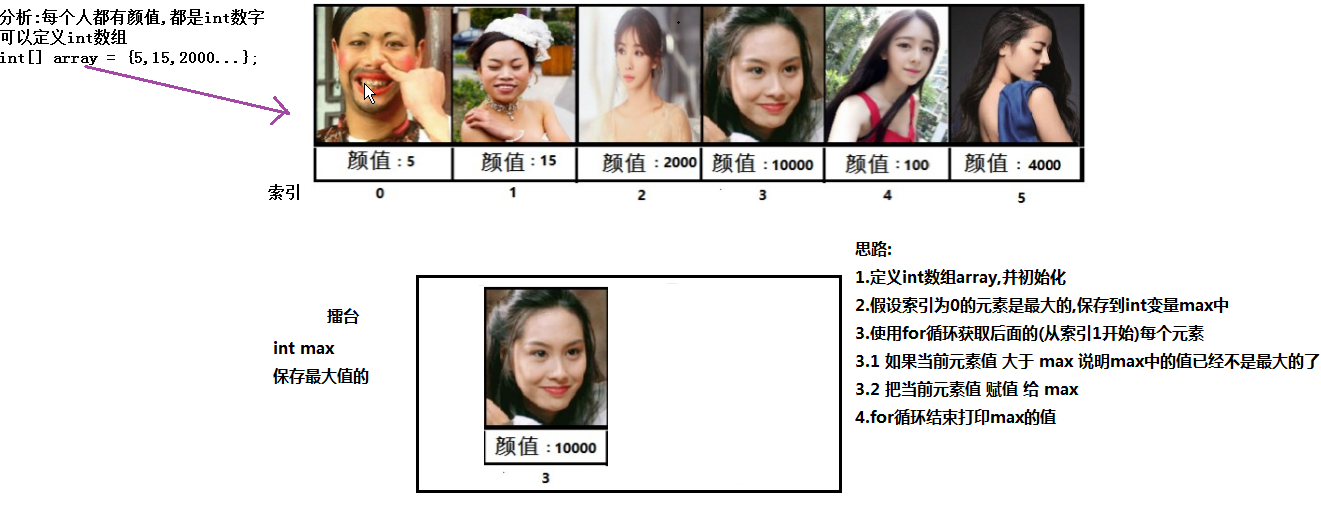 分析:每个人都有颜值,都是int数字
可以定义int数组
int[] array = {5,15,2000...};
颜值:5
颜值:15
颜值:2000
颜值:10000
颜值:100
颜值:4000
索引
0
1
2
3
4
5
擂台
int max
保存最大值的
颜值:10000
3
思路:
1.定义int数组array,并初始化
2.假设索引为0的元素是最大的,保存到int变量max中
3.使用for循环获取后面的(从索引1开始)每个元素
3.1 如果当前元素值 大于 max 说明max中的值已经不是最大的了
3.2 把当前元素值 赋值 给 max
4.for循环结束打印max的值